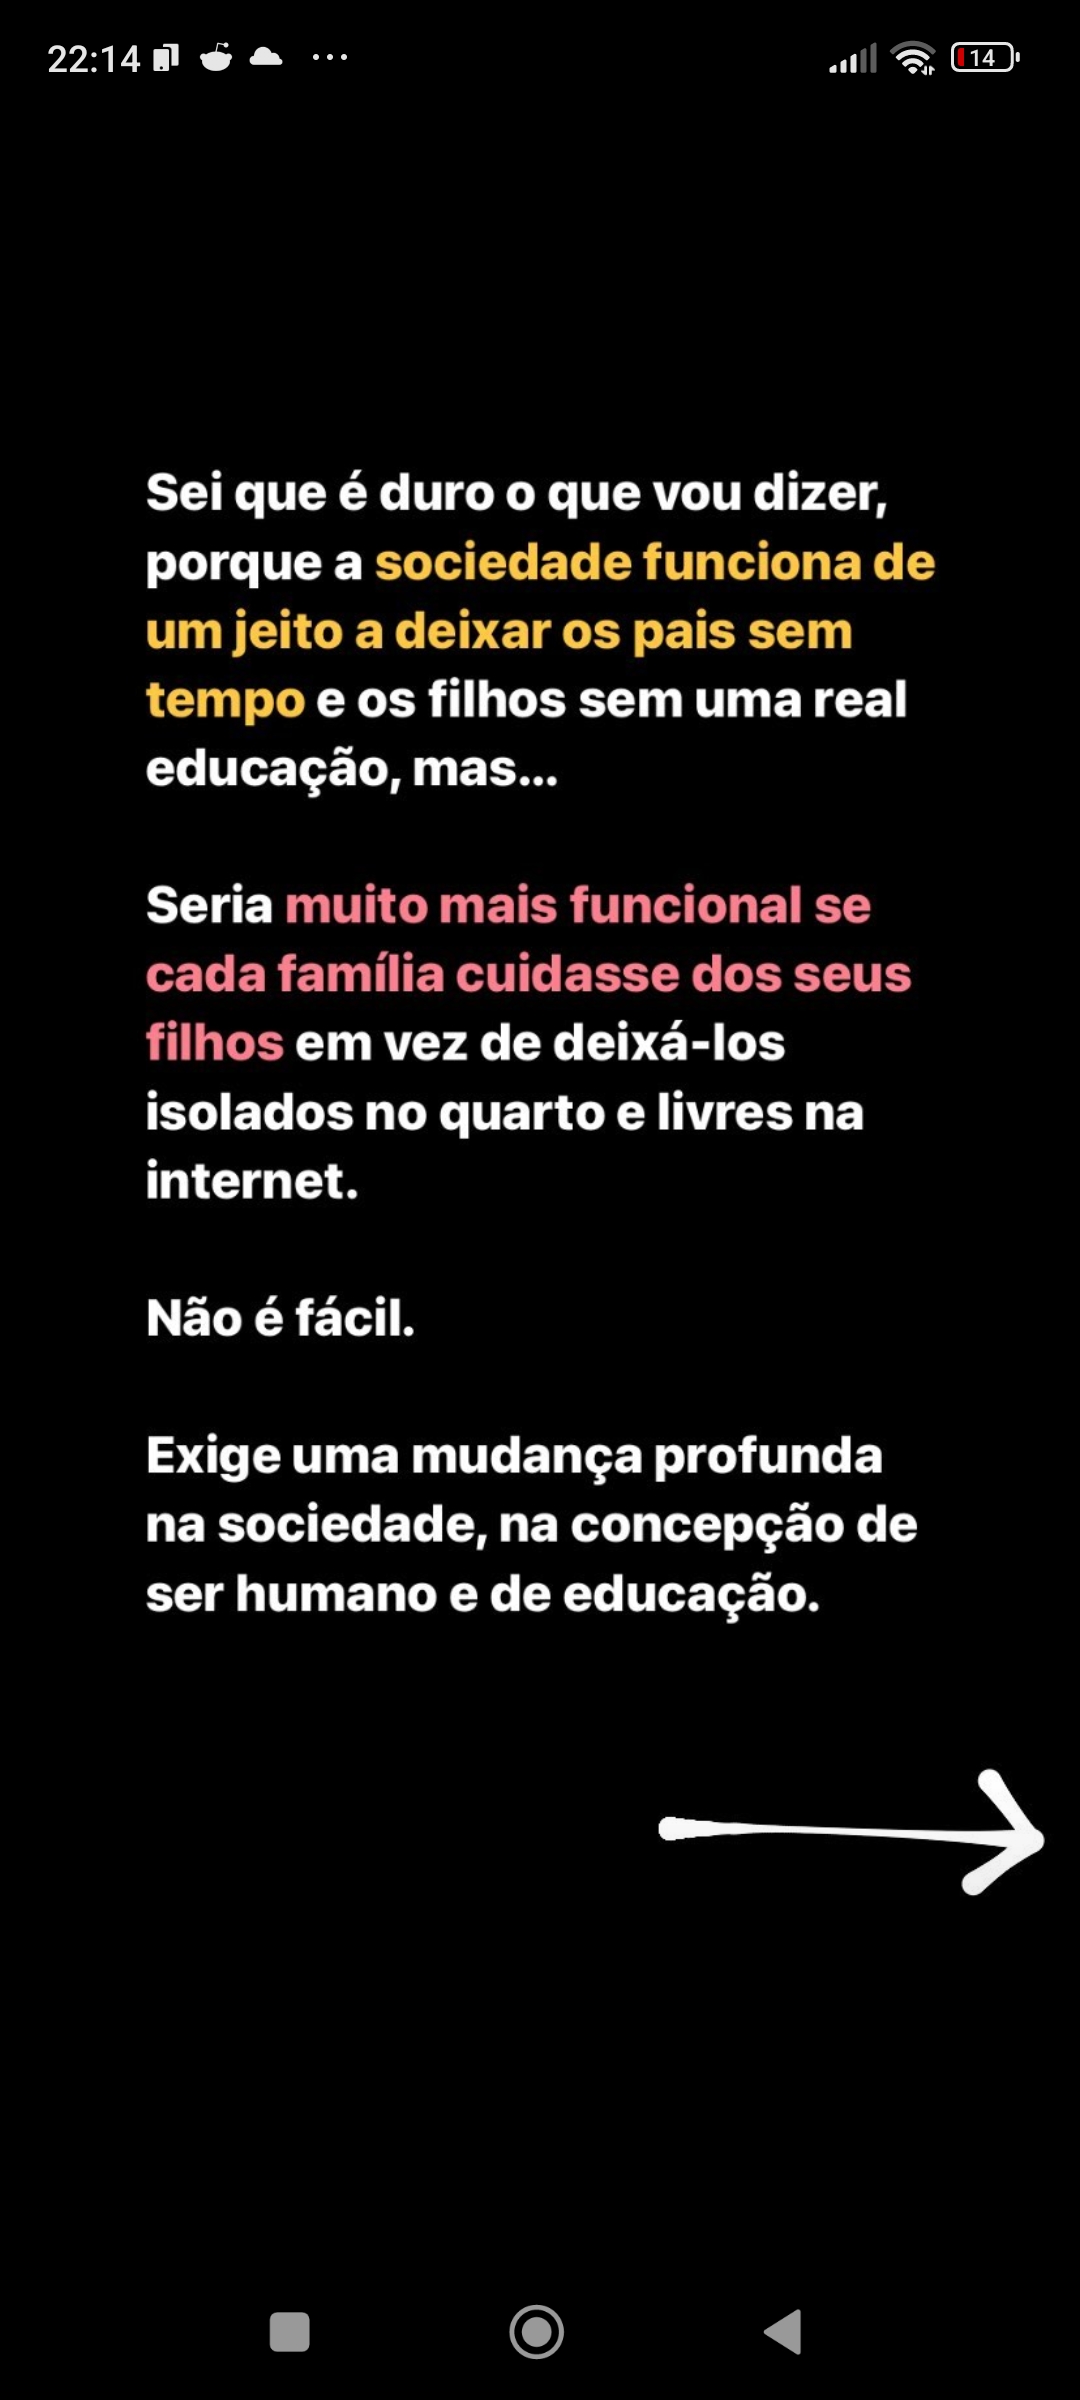 22:14
14
Sei que é duro o que vou dizer,
porque a sociedade funciona de
um jeito a deixar os pais sem
tempo e os filhos sem uma real
educação, mas...
Seria muito mais funcional se
cada família cuidasse dos seus
filhos em vez de deixá-los
isolados no quarto e livres na
internet.
Não é fácil.
Exige uma mudança profunda
na sociedade, na concepção de
ser humano e de educação.